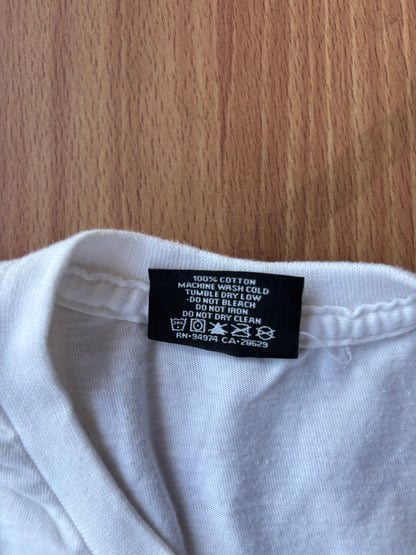 100% COTTON
MACHINE WASH COLD
TUMBLE DRY LOW
-DO NOT BLEACH
DO NOT IRON
DO NOT DRY CLEAN
RN·94974 CA·28629